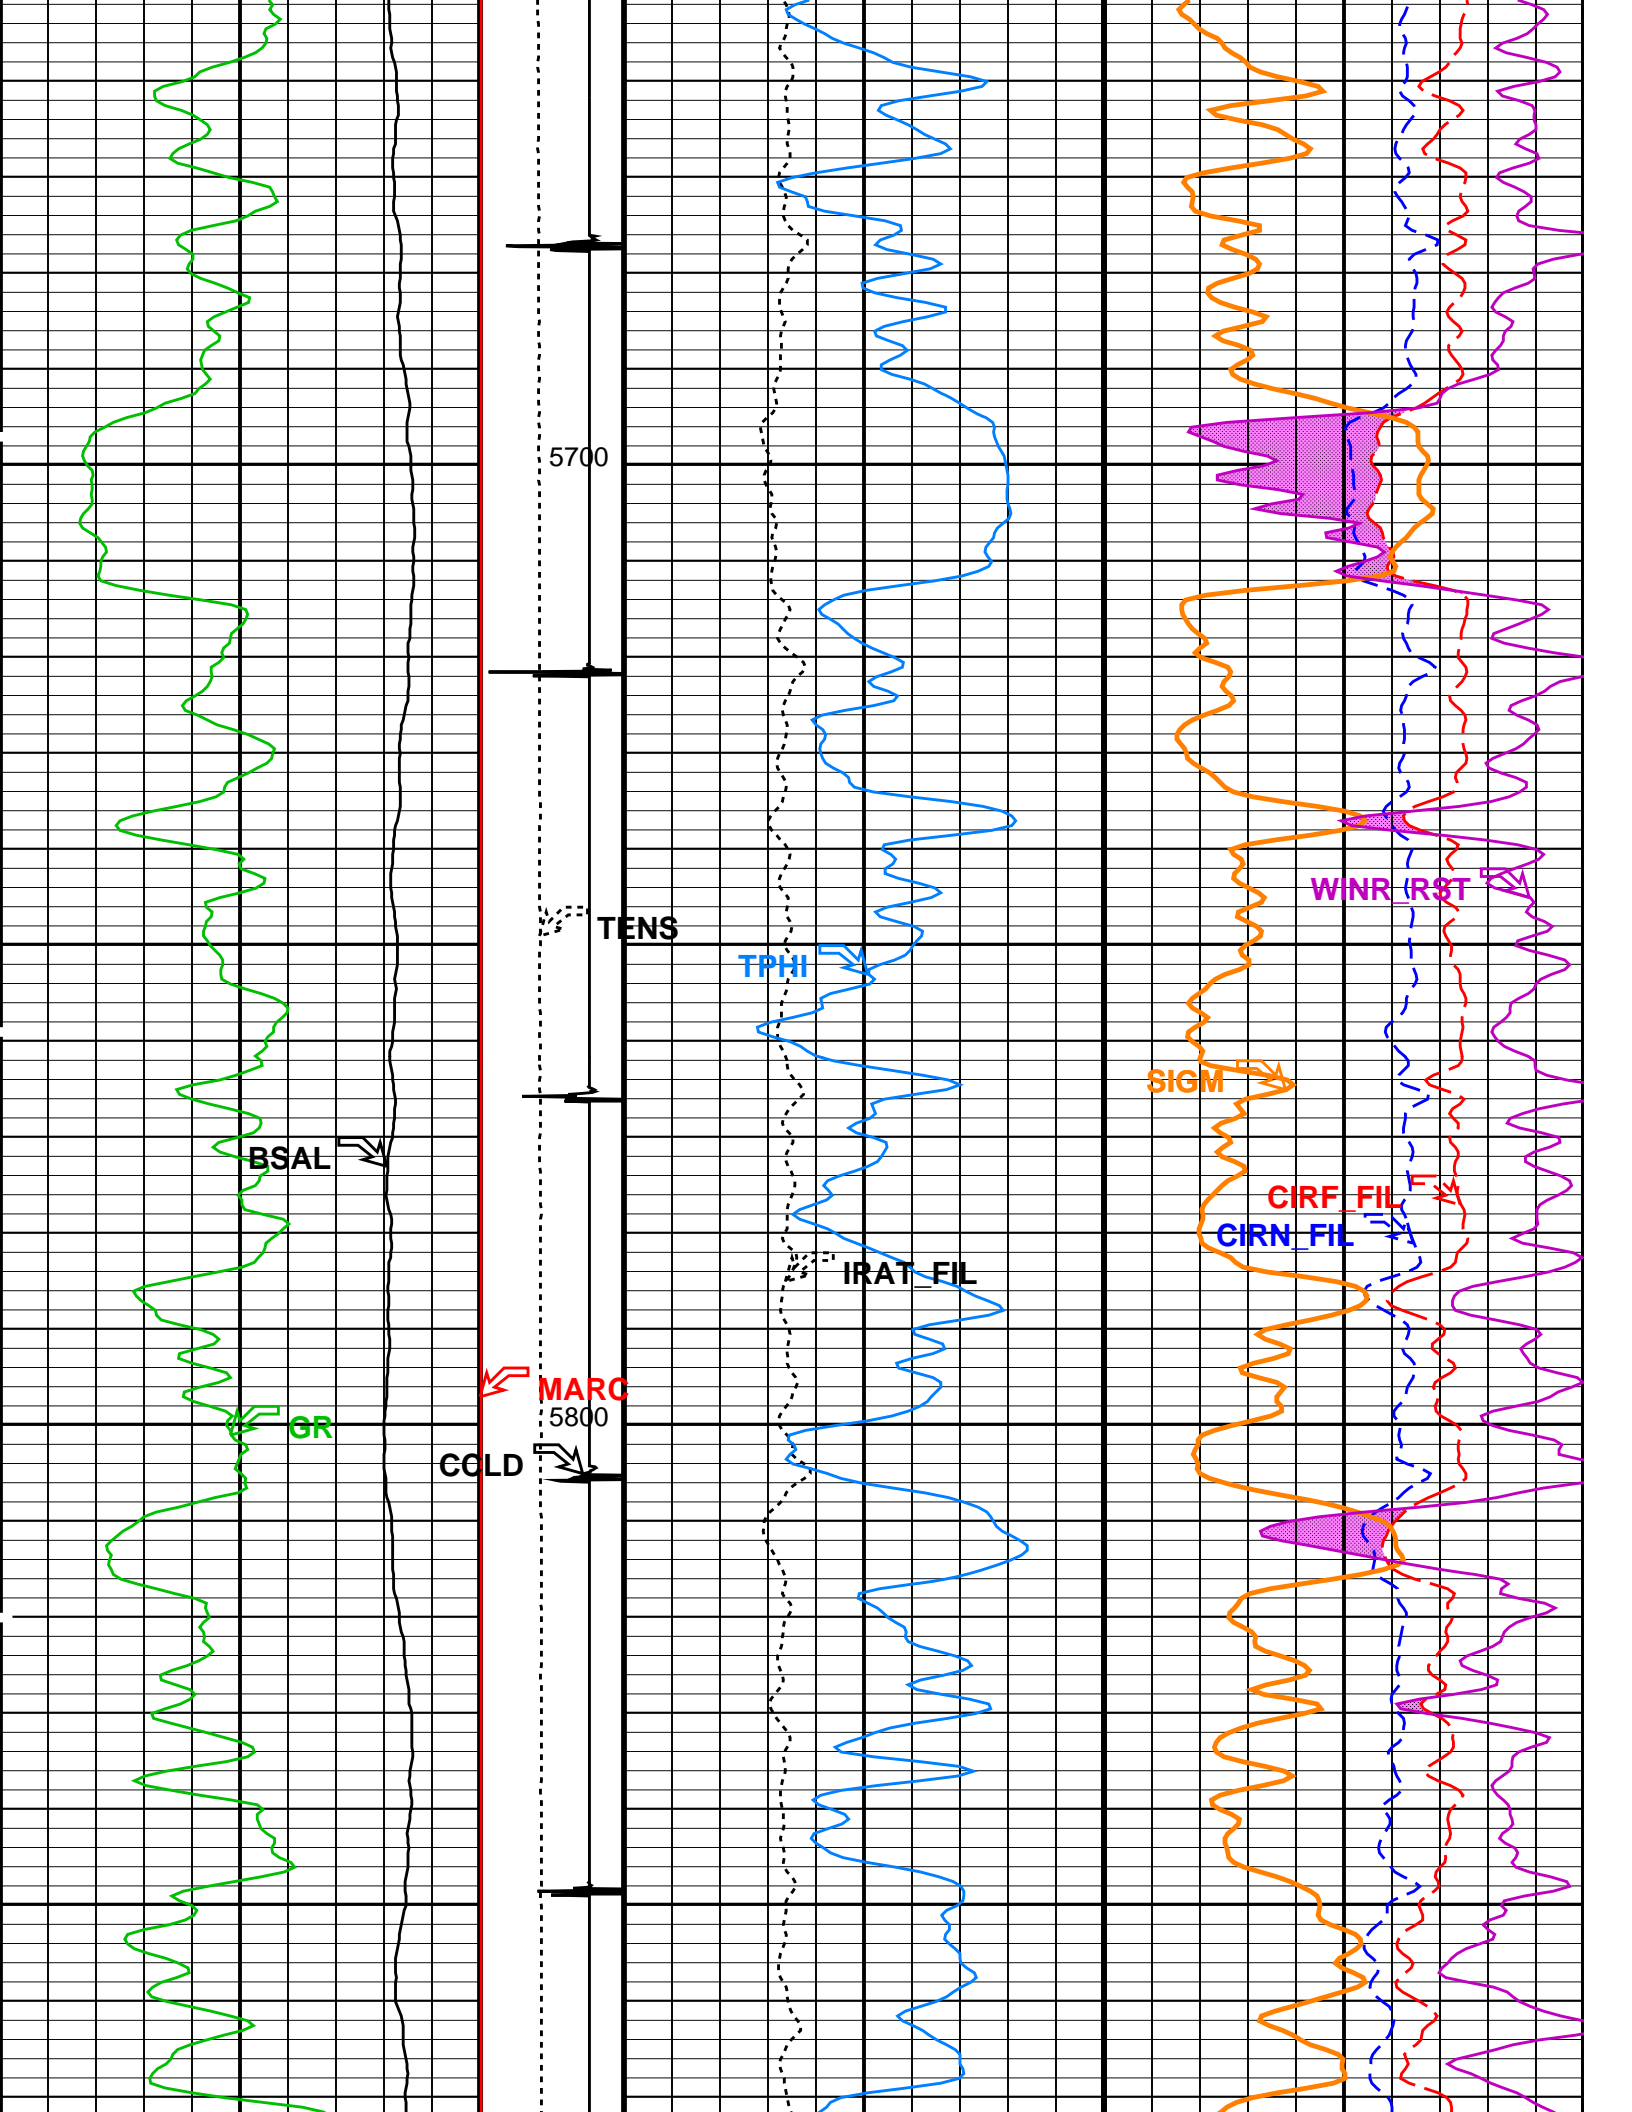 5700
WINR_RST
TENS
TPHI
SIGM
BSAL
CIRF_FIL
CIRN_FIL
IRAT_FIL
MARC
5800
GR
CCLD